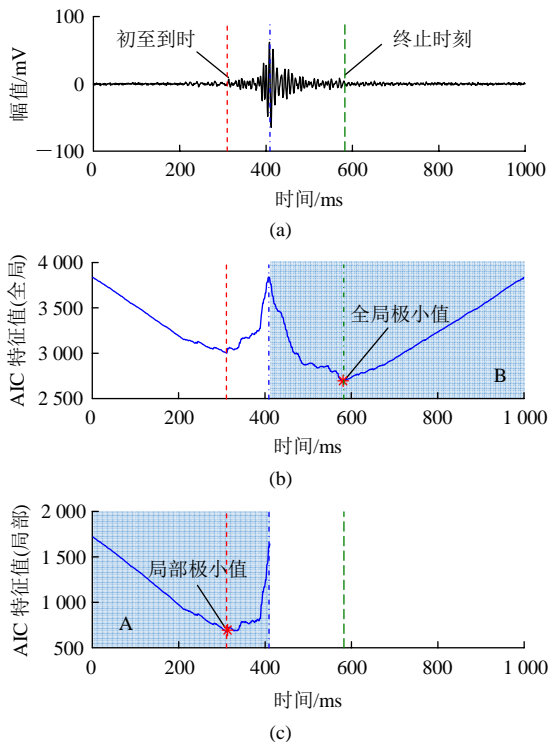 100
初至到时
终止时刻
幅值/mV
0
－100
0 200 400 600 800 1000
时间/ms
(a)
4 000
3 500
3 000
2 500
AIC 特征值(全局)
全局极小值
B
0 200 400 600 800 1 000
时间/ms
(b)
2 000
1 500
1 000
500
AIC 特征值(局部)
局部极小值
A
0 200 400 600 800 1 000
时间/ms
(c)